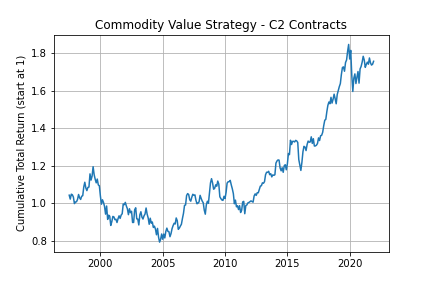 Commodity Value Strategy - C2 Contracts
Cumulative Total Return (start at 1)
1.8
1.6
1.4
1.2
1.0
0.8
2000 2005 2010 2015 2020